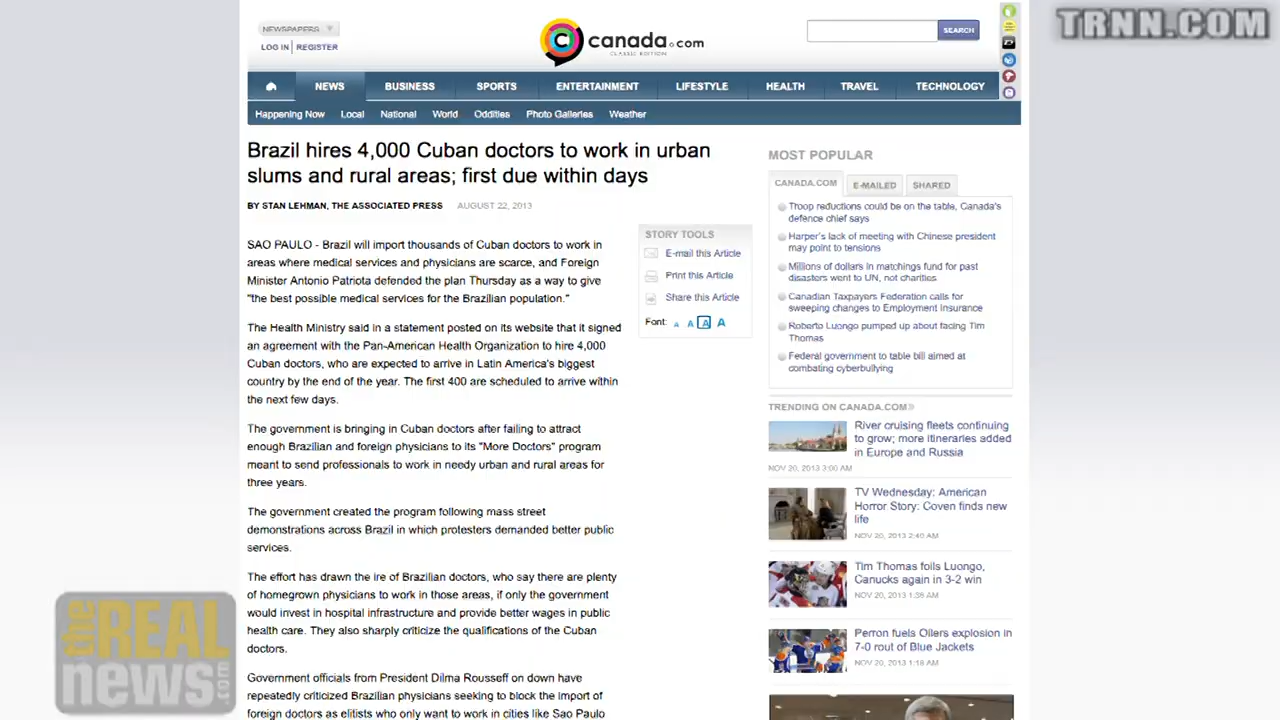 NEWSPAPERS
LOG IN | REGISTER
canada.com
CLASSIC EDITION
SEARCH
TRNN.COM
NEWS BUSINESS SPORTS ENTERTAINMENT LIFESTYLE HEALTH TRAVEL TECHNOLOGY
Happening Now Local National World Oddities Photo Galleries Weather
Brazil hires 4,000 Cuban doctors to work in urban
slums and rural areas; first due within days
BY STAN LEHMAN, THE ASSOCIATED PRESS AUGUST 22, 2013
SAO PAULO - Brazil will import thousands of Cuban doctors to work in
areas where medical services and physicians are scarce, and Foreign
Minister Antonio Patriota defended the plan Thursday as a way to give
"the best possible medical services for the Brazilian population."
The Health Ministry said in a statement posted on its website that it signed
an agreement with the Pan-American Health Organization to hire 4,000
Cuban doctors, who are expected to arrive in Latin America's biggest
country by the end of the year. The first 400 are scheduled to arrive within
the next few days.
The government is bringing in Cuban doctors after failing to attract
enough Brazilian and foreign physicians to its "More Doctors" program
meant to send professionals to work in needy urban and rural areas for
three years.
The government created the program following mass street
demonstrations across Brazil in which protesters demanded better public
services.
The effort has drawn the ire of Brazilian doctors, who say there are plenty
of homegrown physicians to work in those areas, if only the government
would invest in hospital infrastructure and provide better wages in public
health care. They also sharply criticize the qualifications of the Cuban
doctors.
Government officials from President Dilma Rousseff on down have
repeatedly criticized Brazilian physicians seeking to block the import of
foreign doctors as elitists who only want to work in cities like Sao Paulo
STORY TOOLS
E-mail this Article
Print this Article
Share this Article
Font: A A A A
MOST POPULAR
CANADA.COM E-MAILED SHARED
Troop reductions could be on the table, Canada's
defence chief says
Harper's lack of meeting with Chinese president
may point to tensions
Millions of dollars in matchings fund for past
disasters went to UN, not charities
Canadian Taxpayers Federation calls for
sweeping changes to Employment Insurance
Roberto Luongo pumped up about facing Tim
Thomas
Federal government to table bill aimed at
combating cyberbullying
TRENDING ON CANADA.COM»
River cruising fleets continuing
to grow; more itineraries added
in Europe and Russia
NOV 20, 2013 3:00 AM
TV Wednesday: American
Horror Story: Coven finds new
life
NOV 20, 2013 2:40 AM
Tim Thomas foils Luongo,
Canucks again in 3-2 win
NOV 20, 2013 1:38 AM
Perron fuels Oilers explosion in
7-0 rout of Blue Jackets
NOV 20, 2013 1:18 AM
the REAL
news.com